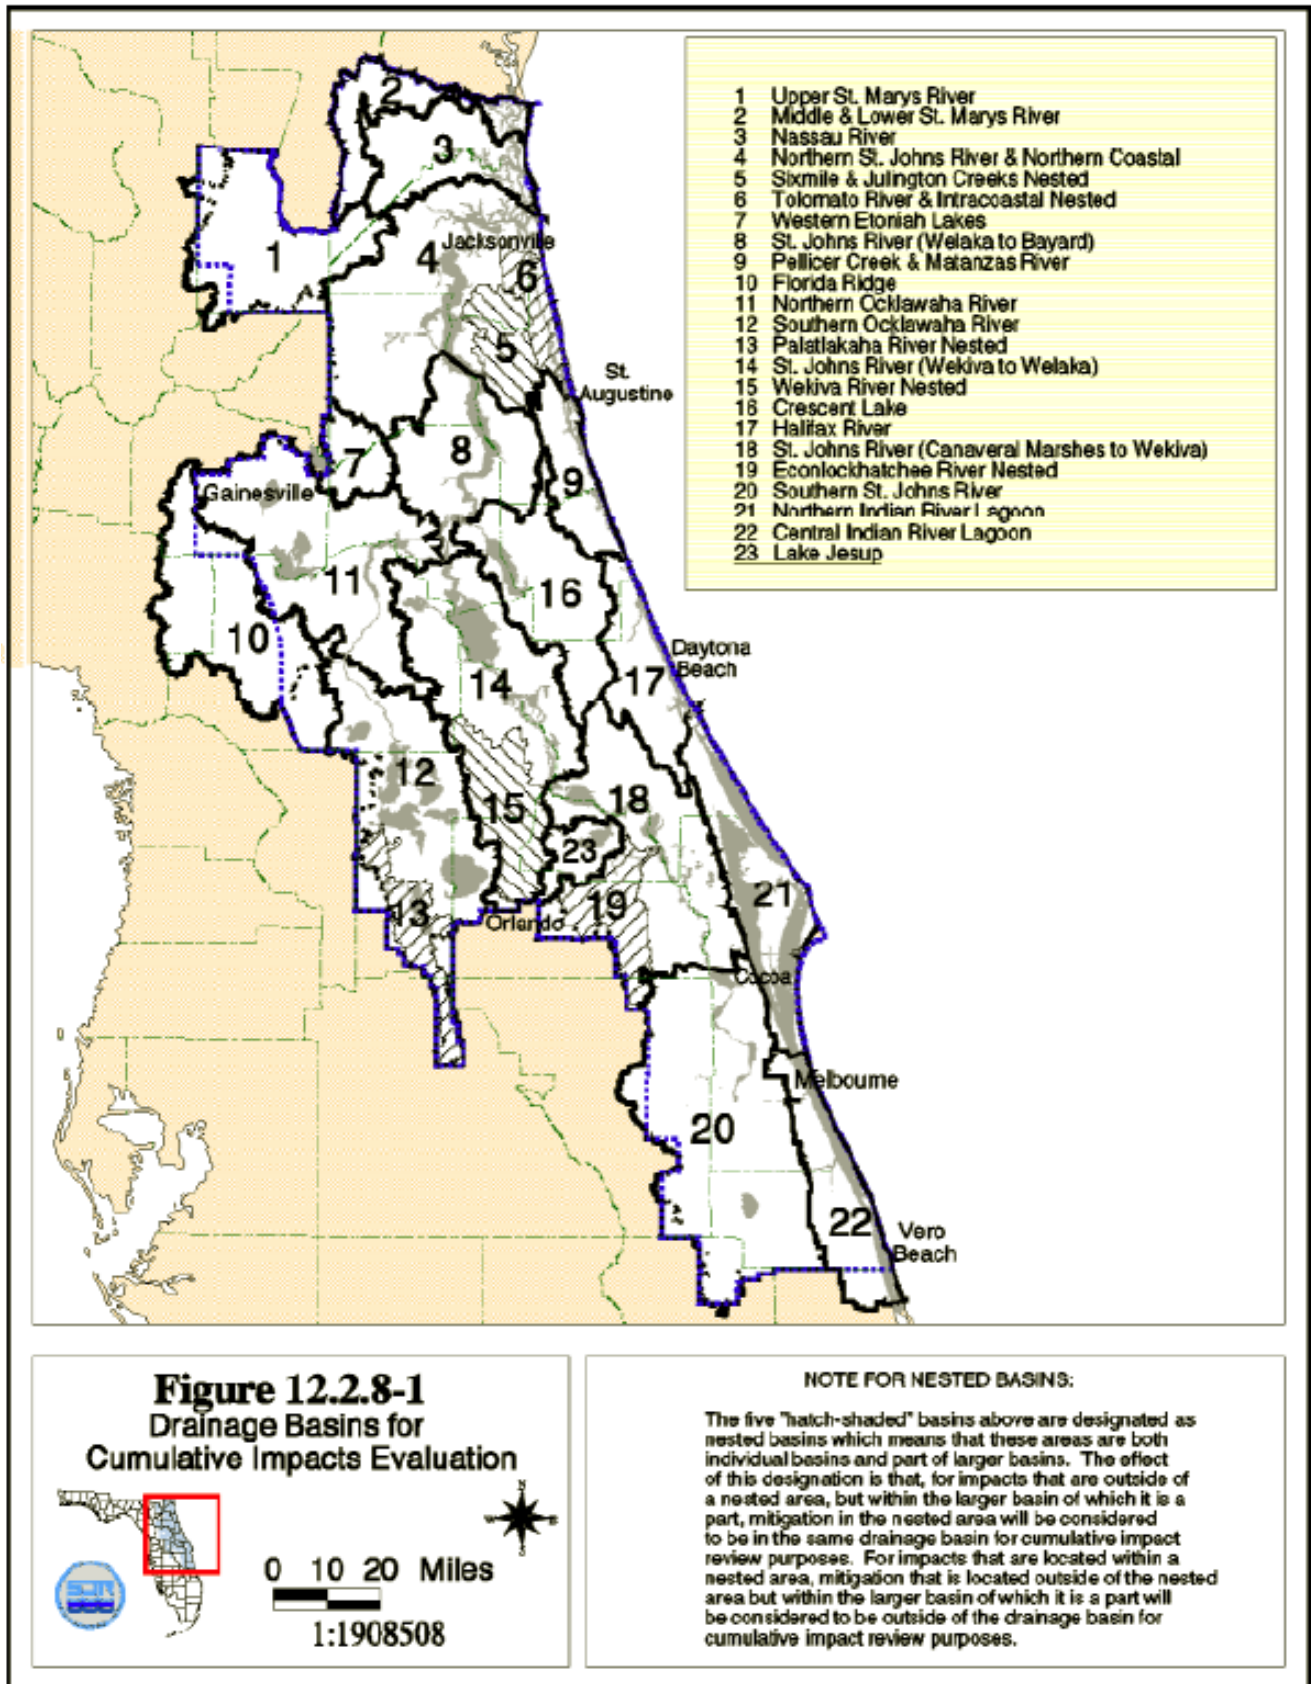 1 Upper St. Marys River
2 Middle & Lower St. Marys River
3 Nassau River
4 Northern St. Johns River & Northern Coastal
5 Sixmile & Julington Creeks Nested
6 Tolomato River & Intracoastal Nested
7 Western Etoniah Lakes
8 St. Johns River (Welaka to Bayard)
9 Pellicer Creek & Matanzas River
10 Florida Ridge
11 Northern Ocklawaha River
12 Southern Ocklawaha River
13 Palatlakaha River Nested
14 St. Johns River (Wekiva to Welaka)
15 Wekiva River Nested
16 Crescent Lake
17 Halifax River
18 St. Johns River (Canaveral Marshes to Wekiva)
19 Econlockhatchee River Nested
20 Southern St. Johns River
21 Northern Indian River Lagoon
22 Central Indian River Lagoon
23 Lake Jesup
2
3
1
4
Jacksonville
6
5
St.
Augustine
8
7
9
Gainesville
11
16
10
Daytona
Beach
14
17
12
15
18
23
21
13
19
Orlando
Cocoa
Melbourne
20
22
Vero
Beach
Figure 12.2.8-1
Drainage Basins for
Cumulative Impacts Evaluation
N
W
E
S
0 10 20 Miles
1:1908508
NOTE FOR NESTED BASINS:
The five "hatch-shaded" basins above are designated as
nested basins which means that these areas are both
individual basins and part of larger basins. The effect
of this designation is that, for impacts that are outside of
a nested area, but within the larger basin of which it is a
part, mitigation in the nested area will be considered
to be in the same drainage basin for cumulative impact
review purposes. For impacts that are located within a
nested area, mitigation that is located outside of the nested
area but within the larger basin of which it is a part will
be considered to be outside of the drainage basin for
cumulative impact review purposes.